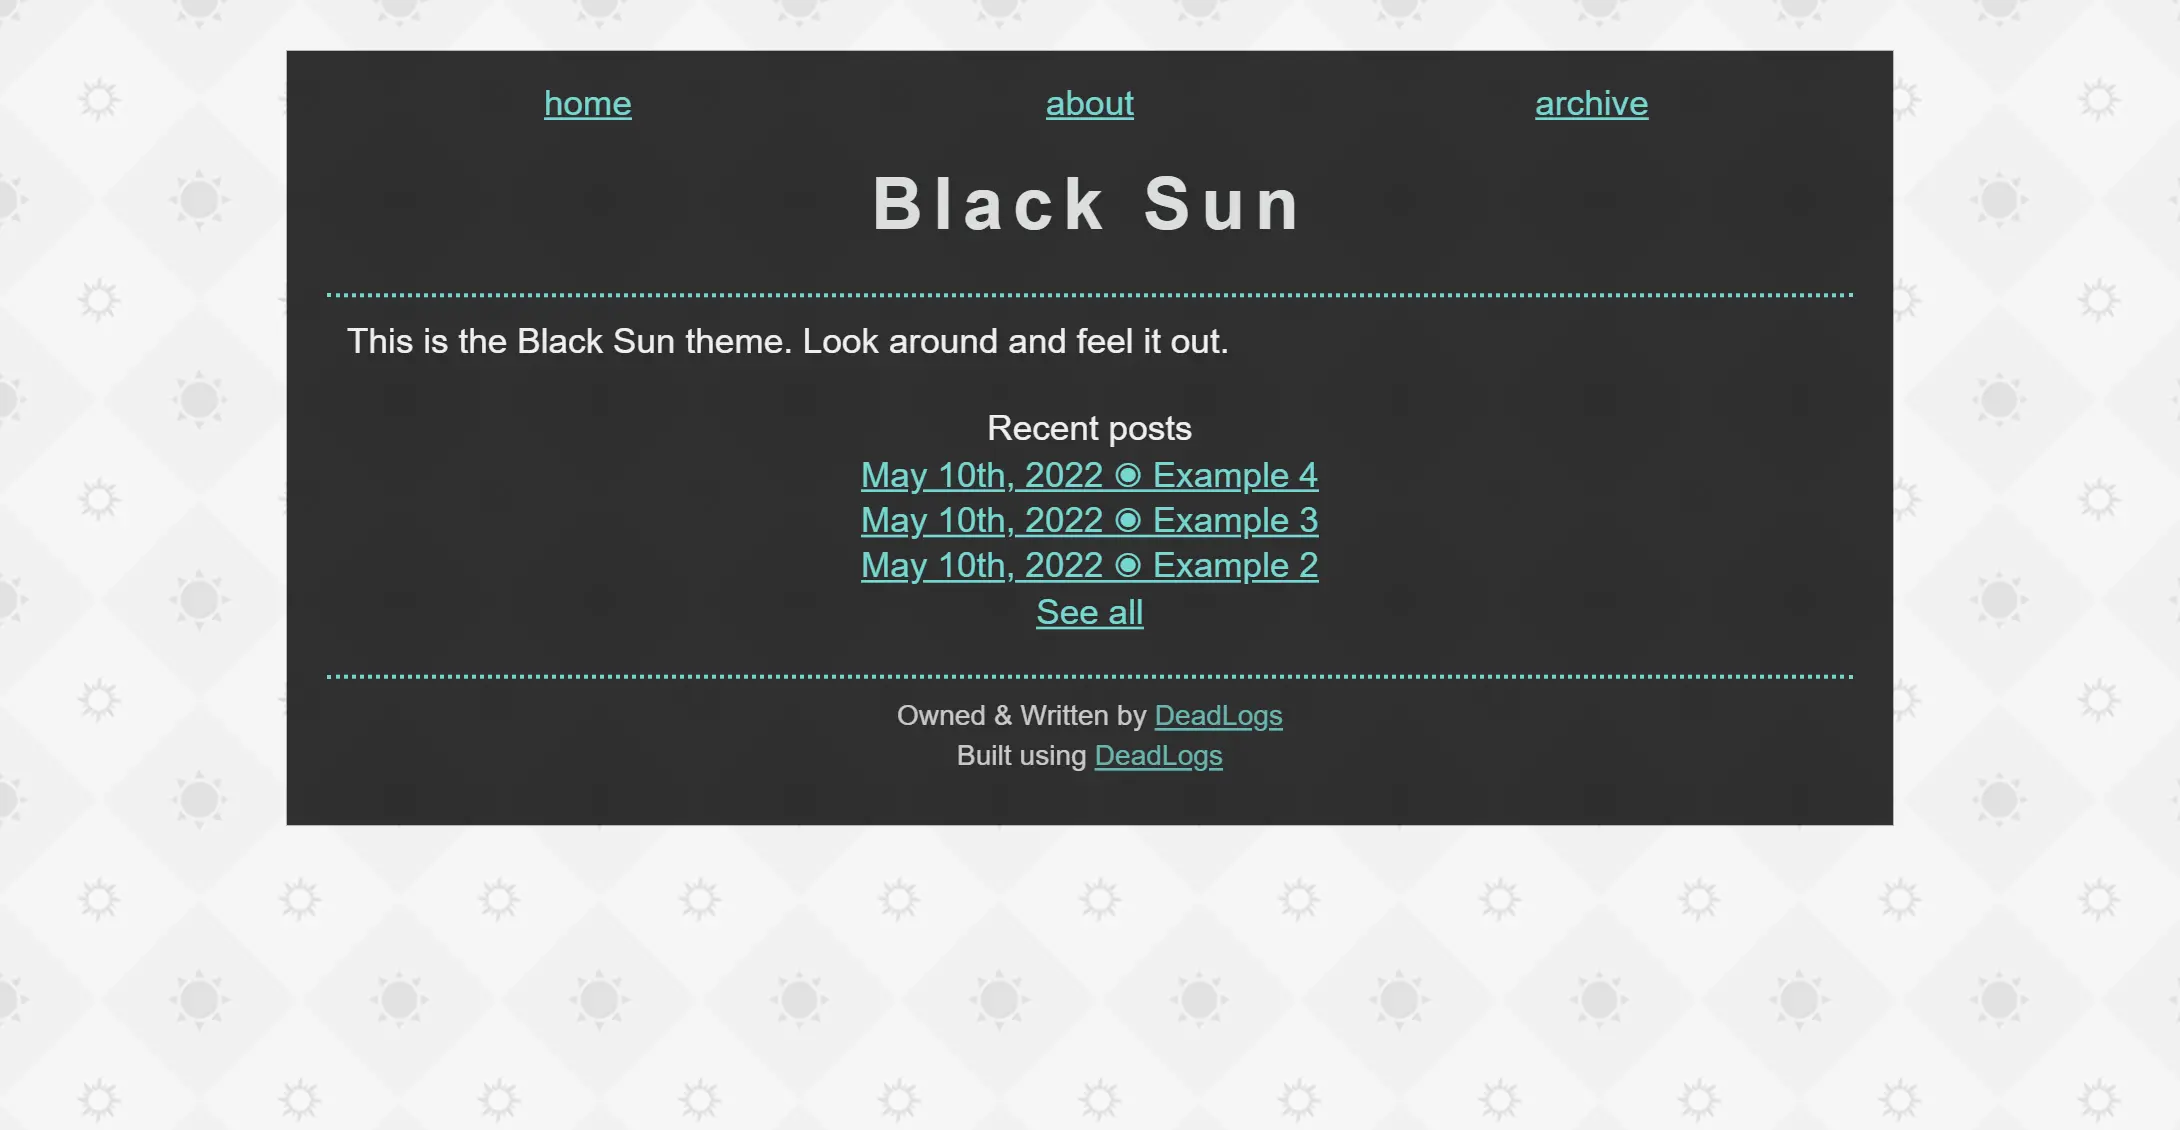 home about archive
Black Sun
This is the Black Sun theme. Look around and feel it out.
Recent posts
May 10th, 2022 ◉ Example 4
May 10th, 2022 ◉ Example 3
May 10th, 2022 ◉ Example 2
See all
Owned & Written by DeadLogs
Built using DeadLogs